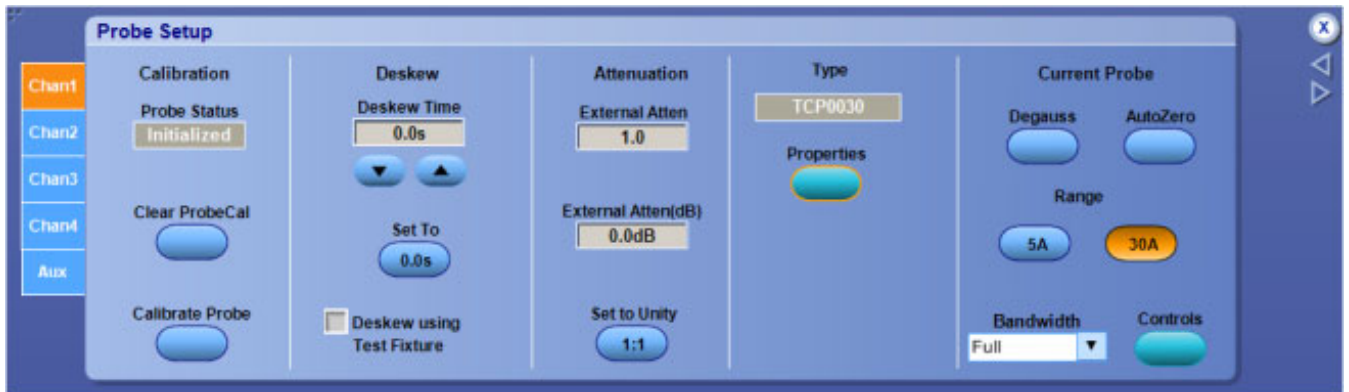 Probe Setup
X
Chan1
Chan2
Chan3
Chan4
Aux
Calibration
Probe Status
Initialized
Clear ProbeCal
Calibrate Probe
Deskew
Deskew Time
0.0s
Set To
0.0s
Deskew using
Test Fixture
Attenuation
External Atten
1.0
External Atten(dB)
0.0dB
Set to Unity
1:1
Type
TCP0030
Properties
Current Probe
Degauss AutoZero
Range
5A 30A
Bandwidth Controls
Full